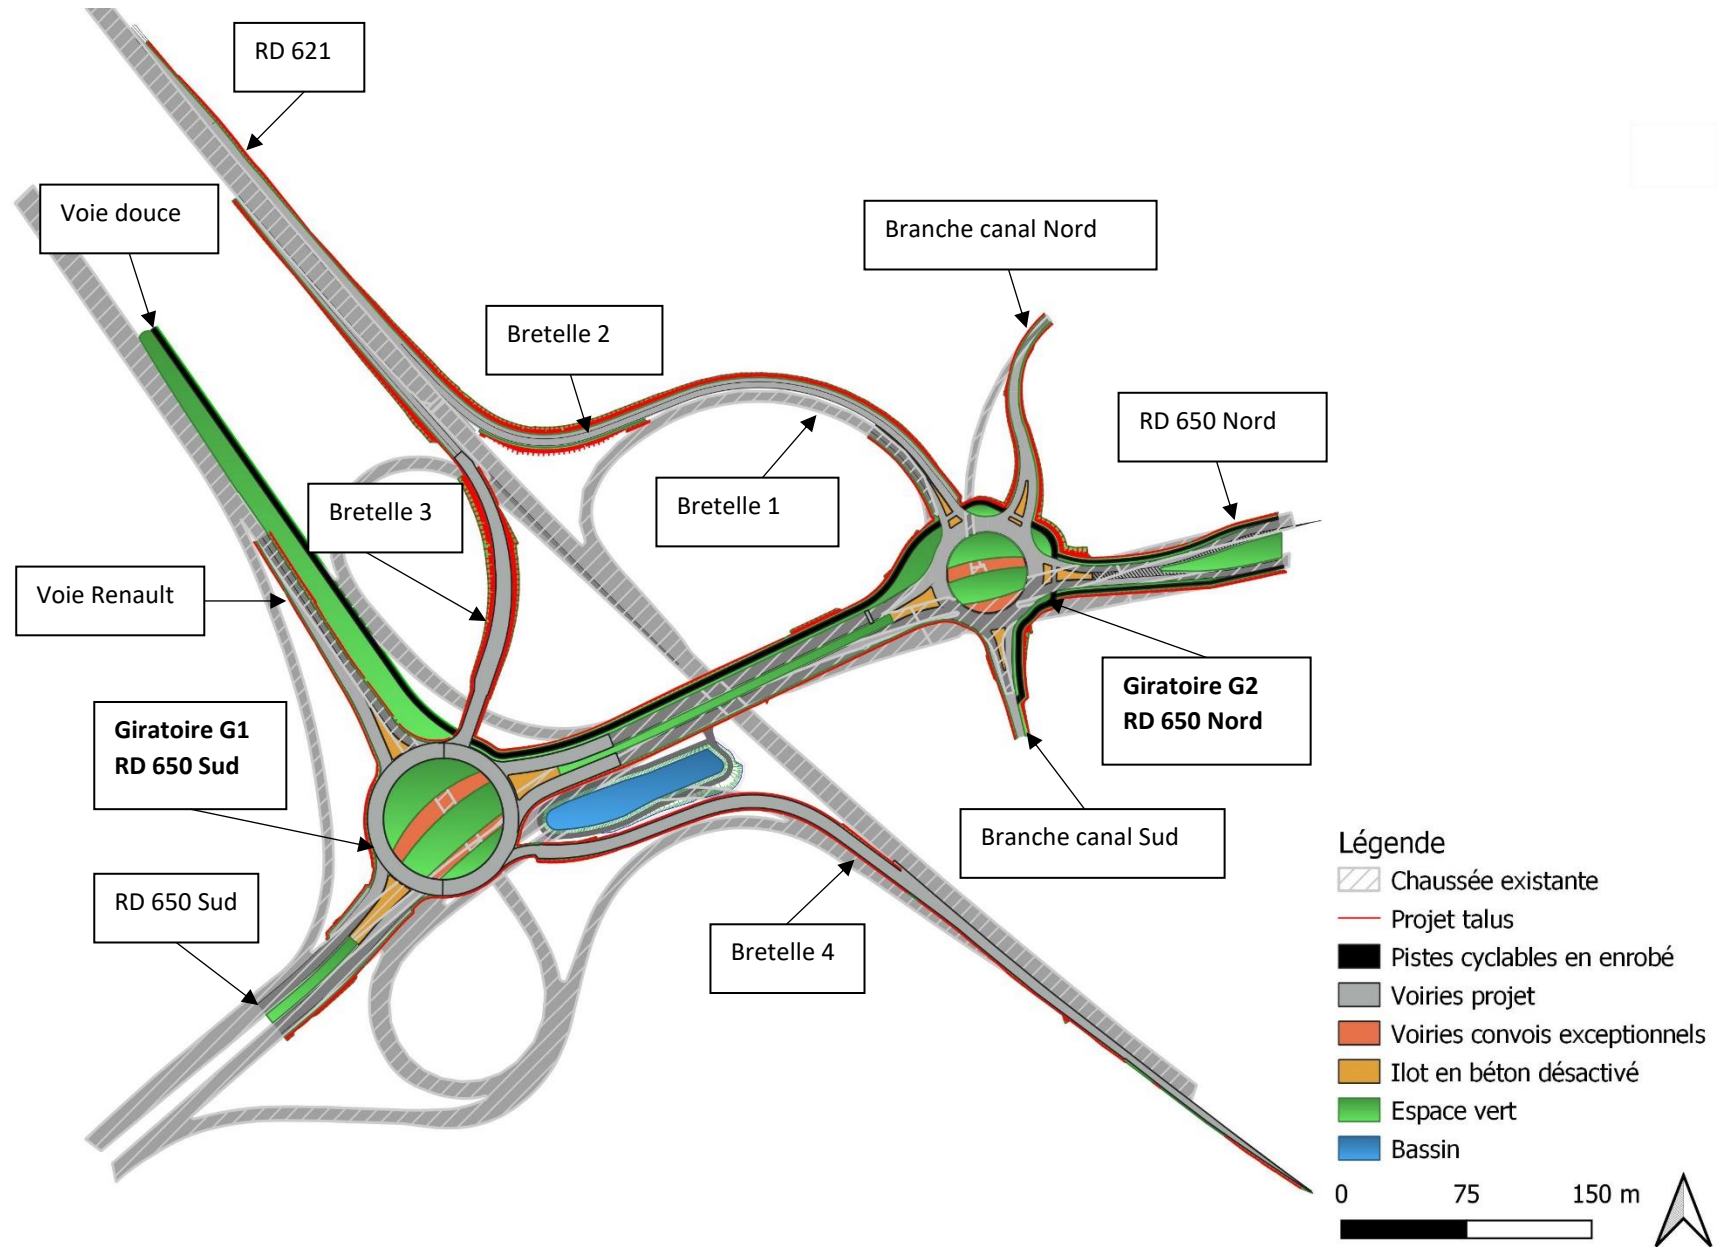 RD 621
Voie douce
Branche canal Nord
Bretelle 2
RD 650 Nord
Bretelle 1
Bretelle 3
Voie Renault
Giratoire G2
RD 650 Nord
Giratoire G1
RD 650 Sud
Branche canal Sud
RD 650 Sud
Bretelle 4
Légende
Chaussée existante
Projet talus
Pistes cyclables en enrobé
Voiries projet
Voiries convois exceptionnels
Ilot en béton désactivé
Espace vert
Bassin
0 75 150 m